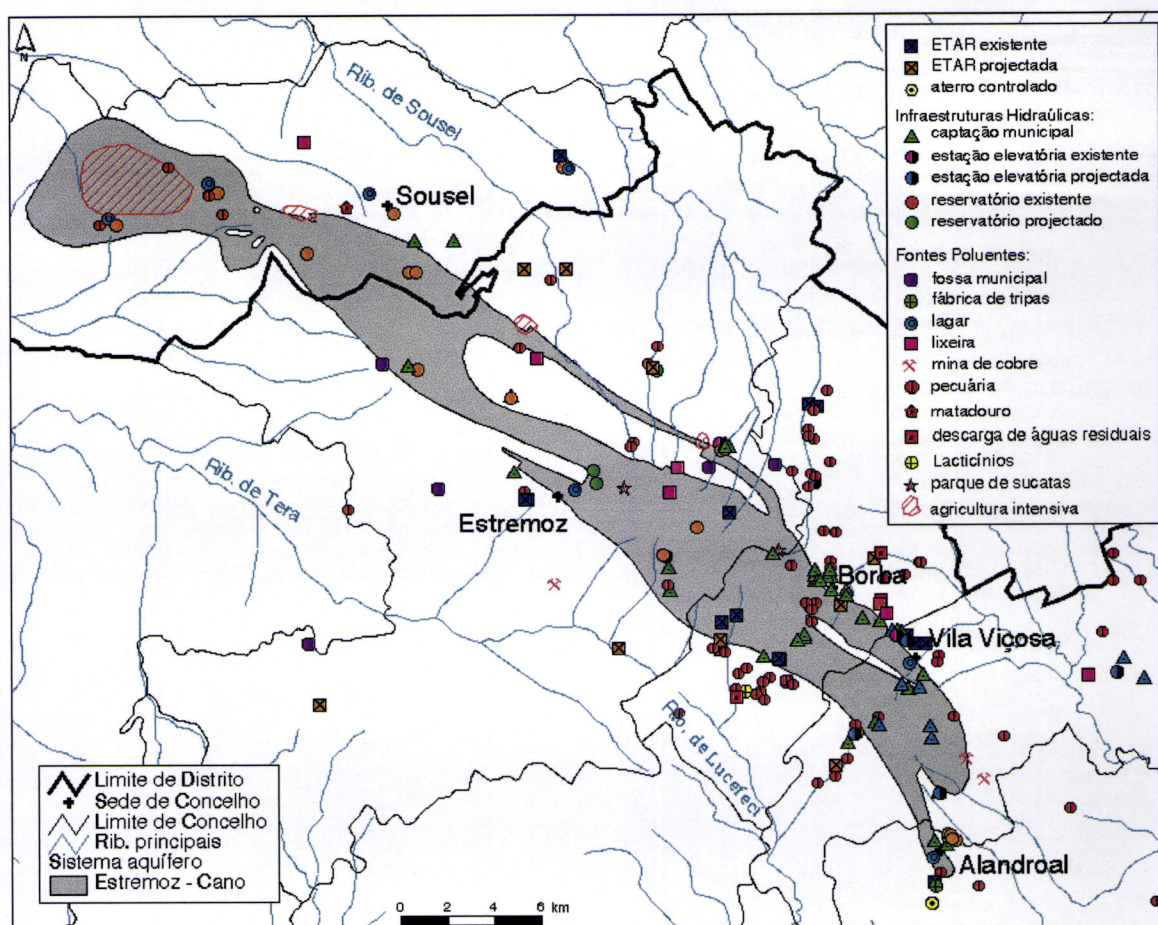 N
Rib. de Sousel
Sousel
Rib. de Tera
Estremoz
Borba
Vila Viçosa
Rib. de Lucefeci
Alandroal
ETAR existente
ETAR projectada
aterro controlado
Infraestruturas Hidraúlicas:
captação municipal
estação elevatória existente
estação elevatória projectada
reservatório existente
reservatório projectado
Fontes Poluentes:
fossa municipal
fábrica de tripas
lagar
lixeira
mina de cobre
pecuária
matadouro
descarga de águas residuais
Lacticínios
parque de sucatas
agricultura intensiva
Limite de Distrito
Sede de Concelho
Limite de Concelho
Rib. principais
Sistema aquífero
Estremoz - Cano
0 2 4 6 km